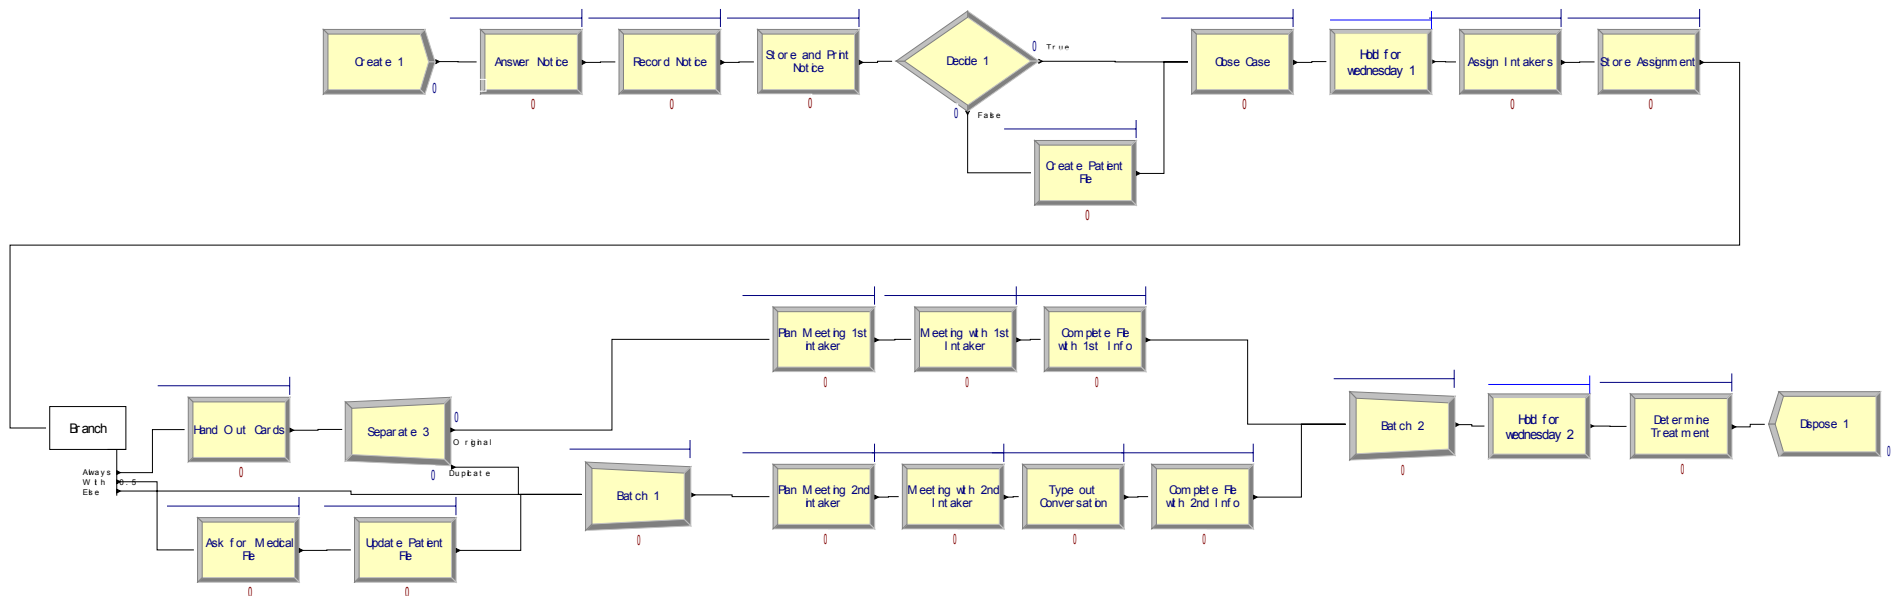 Create 1
0
Answer Notice
0
Record Notice
0
Store and Print
Notice
0
Decide 1
0 True
0 False
Create Patient
File
0
Close Case
0
Hold for
wednesday 1
Assign Intakers
0
Store Assignment
0
Branch
Always
With 0.5
Else
Hand Out Cards
0
Separate 3
0
Original
0
Duplicate
Ask for Medical
File
0
Update Patient
File
0
Batch 1
0
Plan Meeting 1st
intaker
0
Meeting with 1st
Intaker
0
Complete File
with 1st Info
0
Plan Meeting 2nd
intaker
0
Meeting with 2nd
Intaker
0
Type out
Conversation
0
Complete File
with 2nd Info
0
Batch 2
0
Hold for
wednesday 2
Determine
Treatment
0
Dispose 1
0